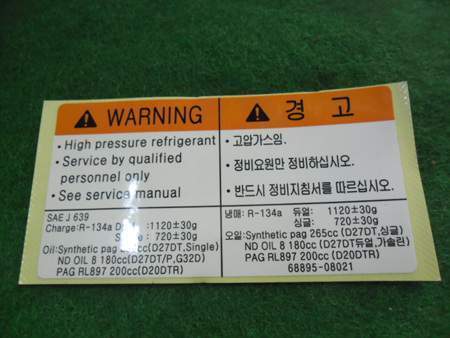 WARNING
• High pressure refrigerant
• Service by qualified
personnel only
• See service manual
SAE J 639
Charge:R-134a :1120±30g
: 720±30g
Oil:Synthetic pag cc (D27DT,Single)
ND OIL 8 180cc(D27DT/P,G32D)
PAG RL897 200cc(D20DTR)
경 고
• 고압가스임.
• 정비요원만 정비하십시오.
• 반드시 정비지침서를 따르십시오.
냉매: R-134a 듀얼: 1120±30g
싱글: 720±30g
오일:Synthetic pag 265cc (D27DT,싱글)
ND OIL 8 180cc(D27DT듀얼,가솔린)
PAG RL897 200cc(D20DTR)
68895-08021